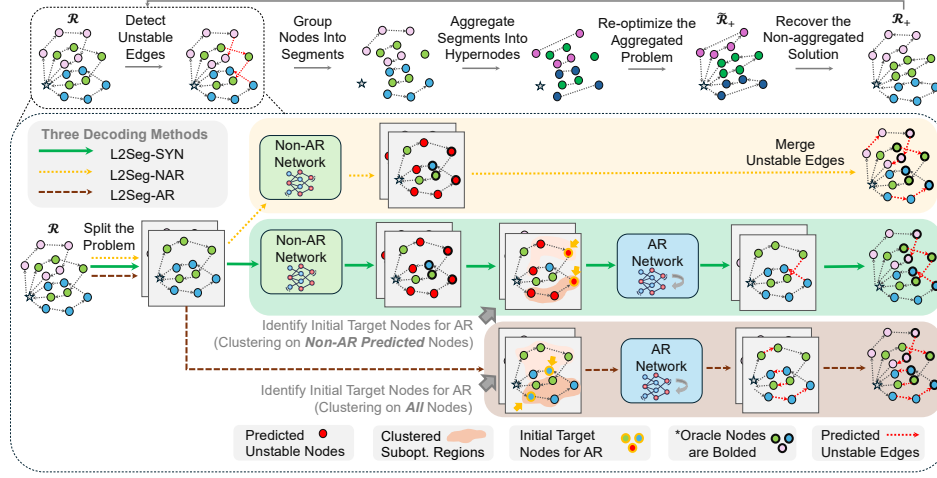 R
Detect
Unstable
Edges
Group
Nodes Into
Segments
Aggregate
Segments Into
Hypernodes
Re-optimize the
Aggregated
Problem
R̃₊
Recover the
Non-aggregated
Solution
R₊
Three Decoding Methods
L2Seg-SYN
L2Seg-NAR
L2Seg-AR
Non-AR
Network
Merge
Unstable Edges
R
Split the
Problem
Non-AR
Network
AR
Network
Identify Initial Target Nodes for AR
(Clustering on Non-AR Predicted Nodes)
AR
Network
Identify Initial Target Nodes for AR
(Clustering on All Nodes)
Predicted
Unstable Nodes
Clustered
Subopt. Regions
Initial Target
Nodes for AR
*Oracle Nodes
are Bolded
Predicted
Unstable Edges